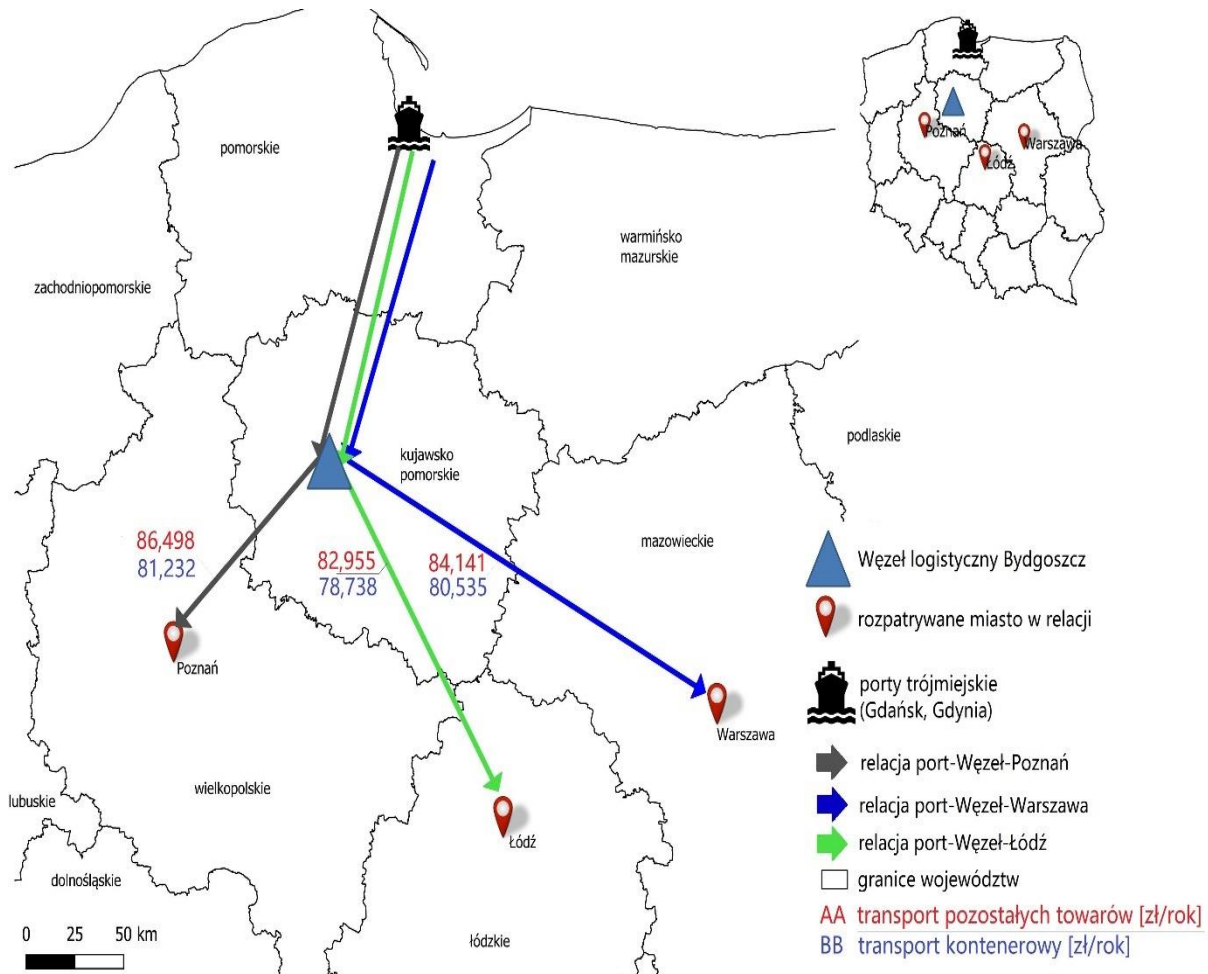 pomorskie
warmińsko
mazurskie
zachodniopomorskie
kujawsko
pomorskie
podlaskie
mazowieckie
86,498
81,232
82,955
78,738
84,141
80,535
Poznań
Warszawa
wielkopolskie
lubuskie
Łódź
dolnośląskie
łódzkie
0 25 50 km
Poznań
Warszawa
Łódź
Węzeł logistyczny Bydgoszcz
rozpatrywane miasto w relacji
porty trójmiejskie
(Gdańsk, Gdynia)
relacja port-Węzeł-Poznań
relacja port-Węzeł-Warszawa
relacja port-Węzeł-Łódź
granice województw
AA transport pozostałych towarów [zł/rok]
BB transport kontenerowy [zł/rok]